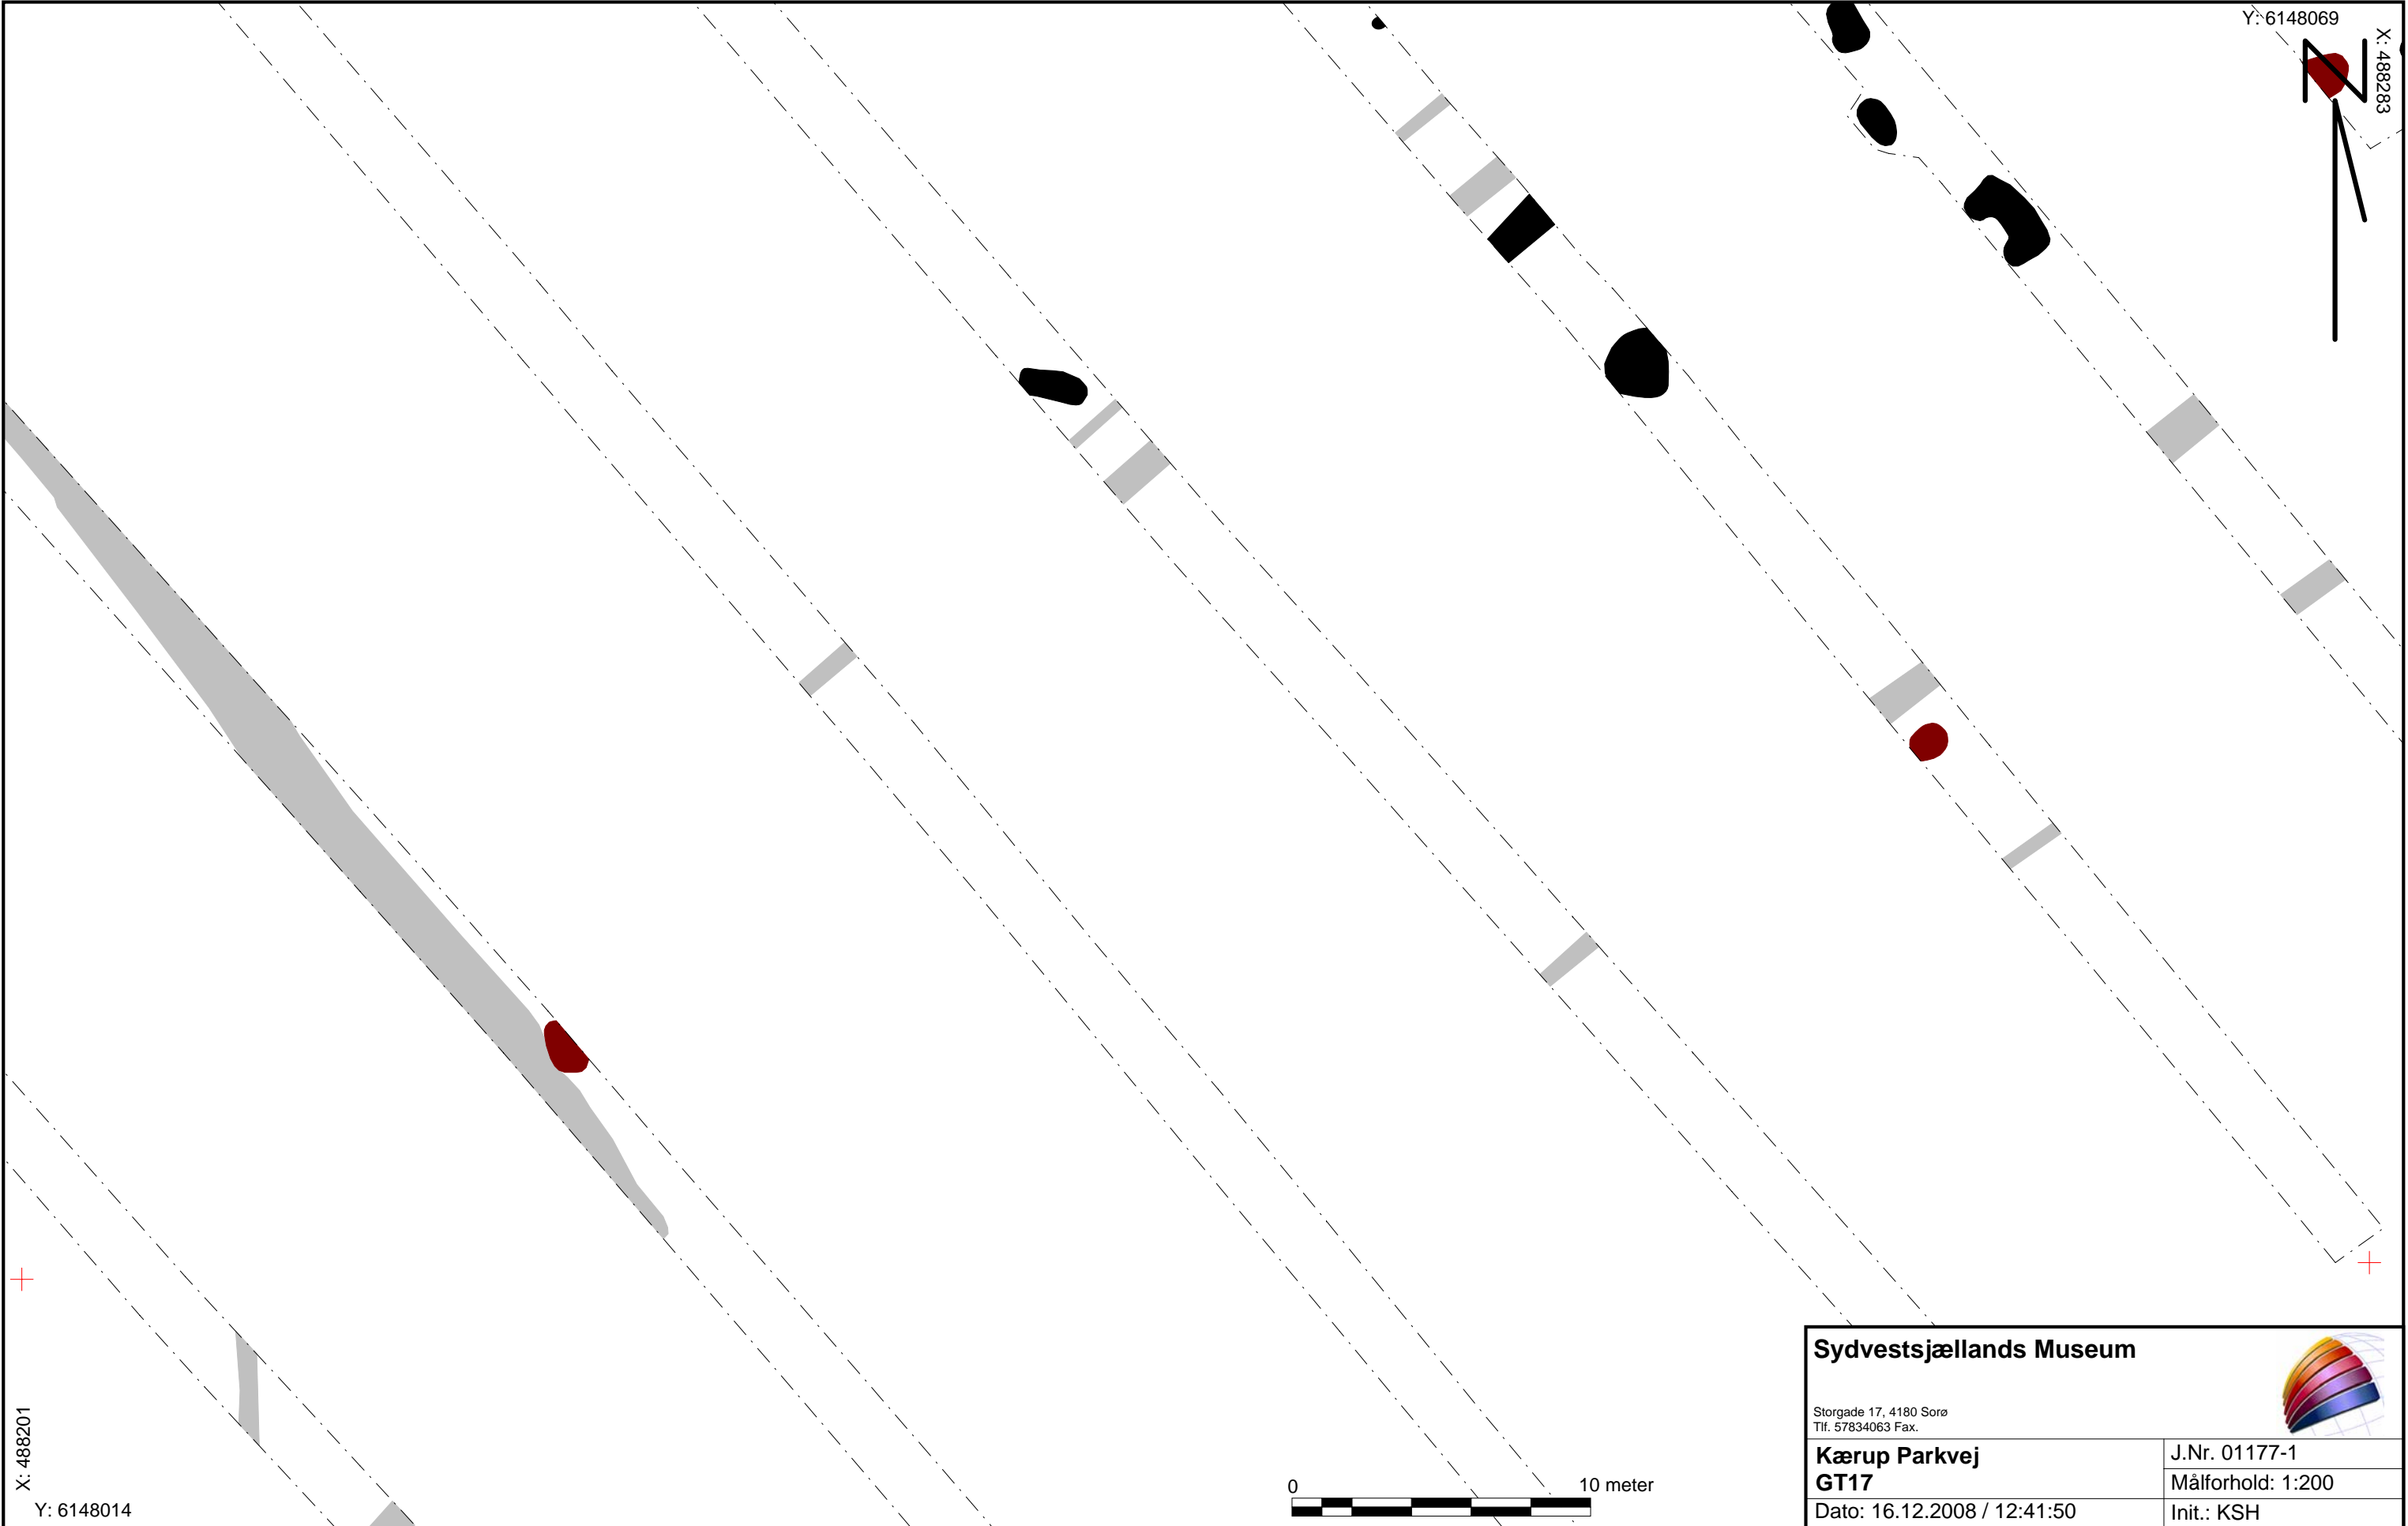 Y: 6148069
X: 488283
N
X: 488201
Y: 6148014
0 10 meter
Sydvestsjællands Museum
Storgade 17, 4180 Sorø
Tlf. 57834063 Fax.
Kærup Parkvej
GT17
J.Nr. 01177-1
Målforhold: 1:200
Dato: 16.12.2008 / 12:41:50
Init.: KSH